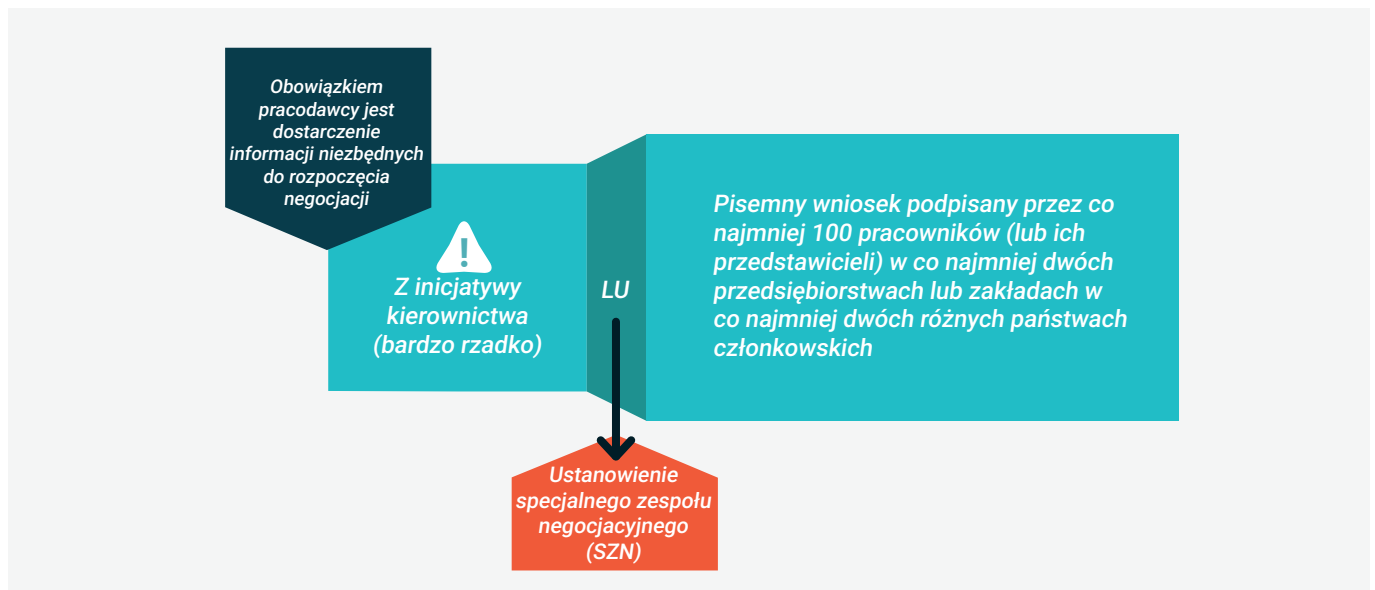 Obowiązkiem
pracodawcy jest
dostarczenie
informacji niezbędnych
do rozpoczęcia
negocjacji
!
Z inicjatywy
kierownictwa
(bardzo rzadko)
LU
Pisemny wniosek podpisany przez co
najmniej 100 pracowników (lub ich
przedstawicieli) w co najmniej dwóch
przedsiębiorstwach lub zakładach w
co najmniej dwóch różnych państwach
członkowskich
Ustanowienie
specjalnego zespołu
negocjacyjnego
(SZN)